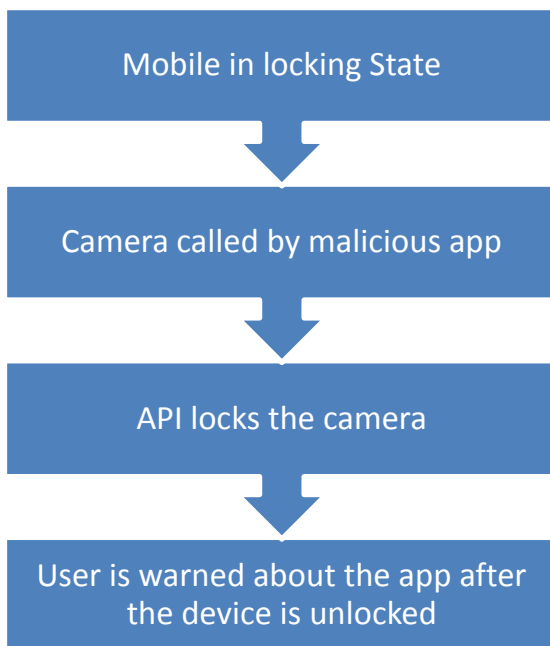 Mobile in locking State
Camera called by malicious app
API locks the camera
User is warned about the app after
the device is unlocked